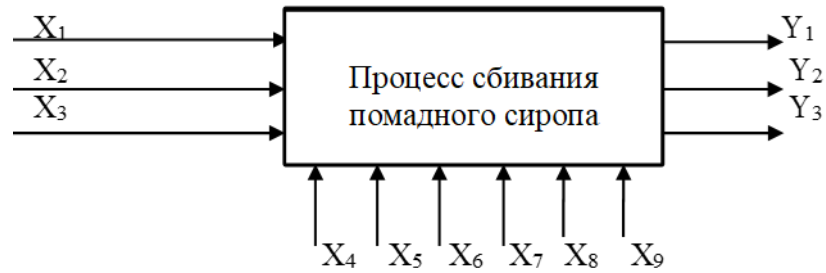 X₁
Y₁
X₂
Y₂
X₃
Y₃
Процесс сбивания
помадного сиропа
X₄ X₅ X₆ X₇ X₈ X₉